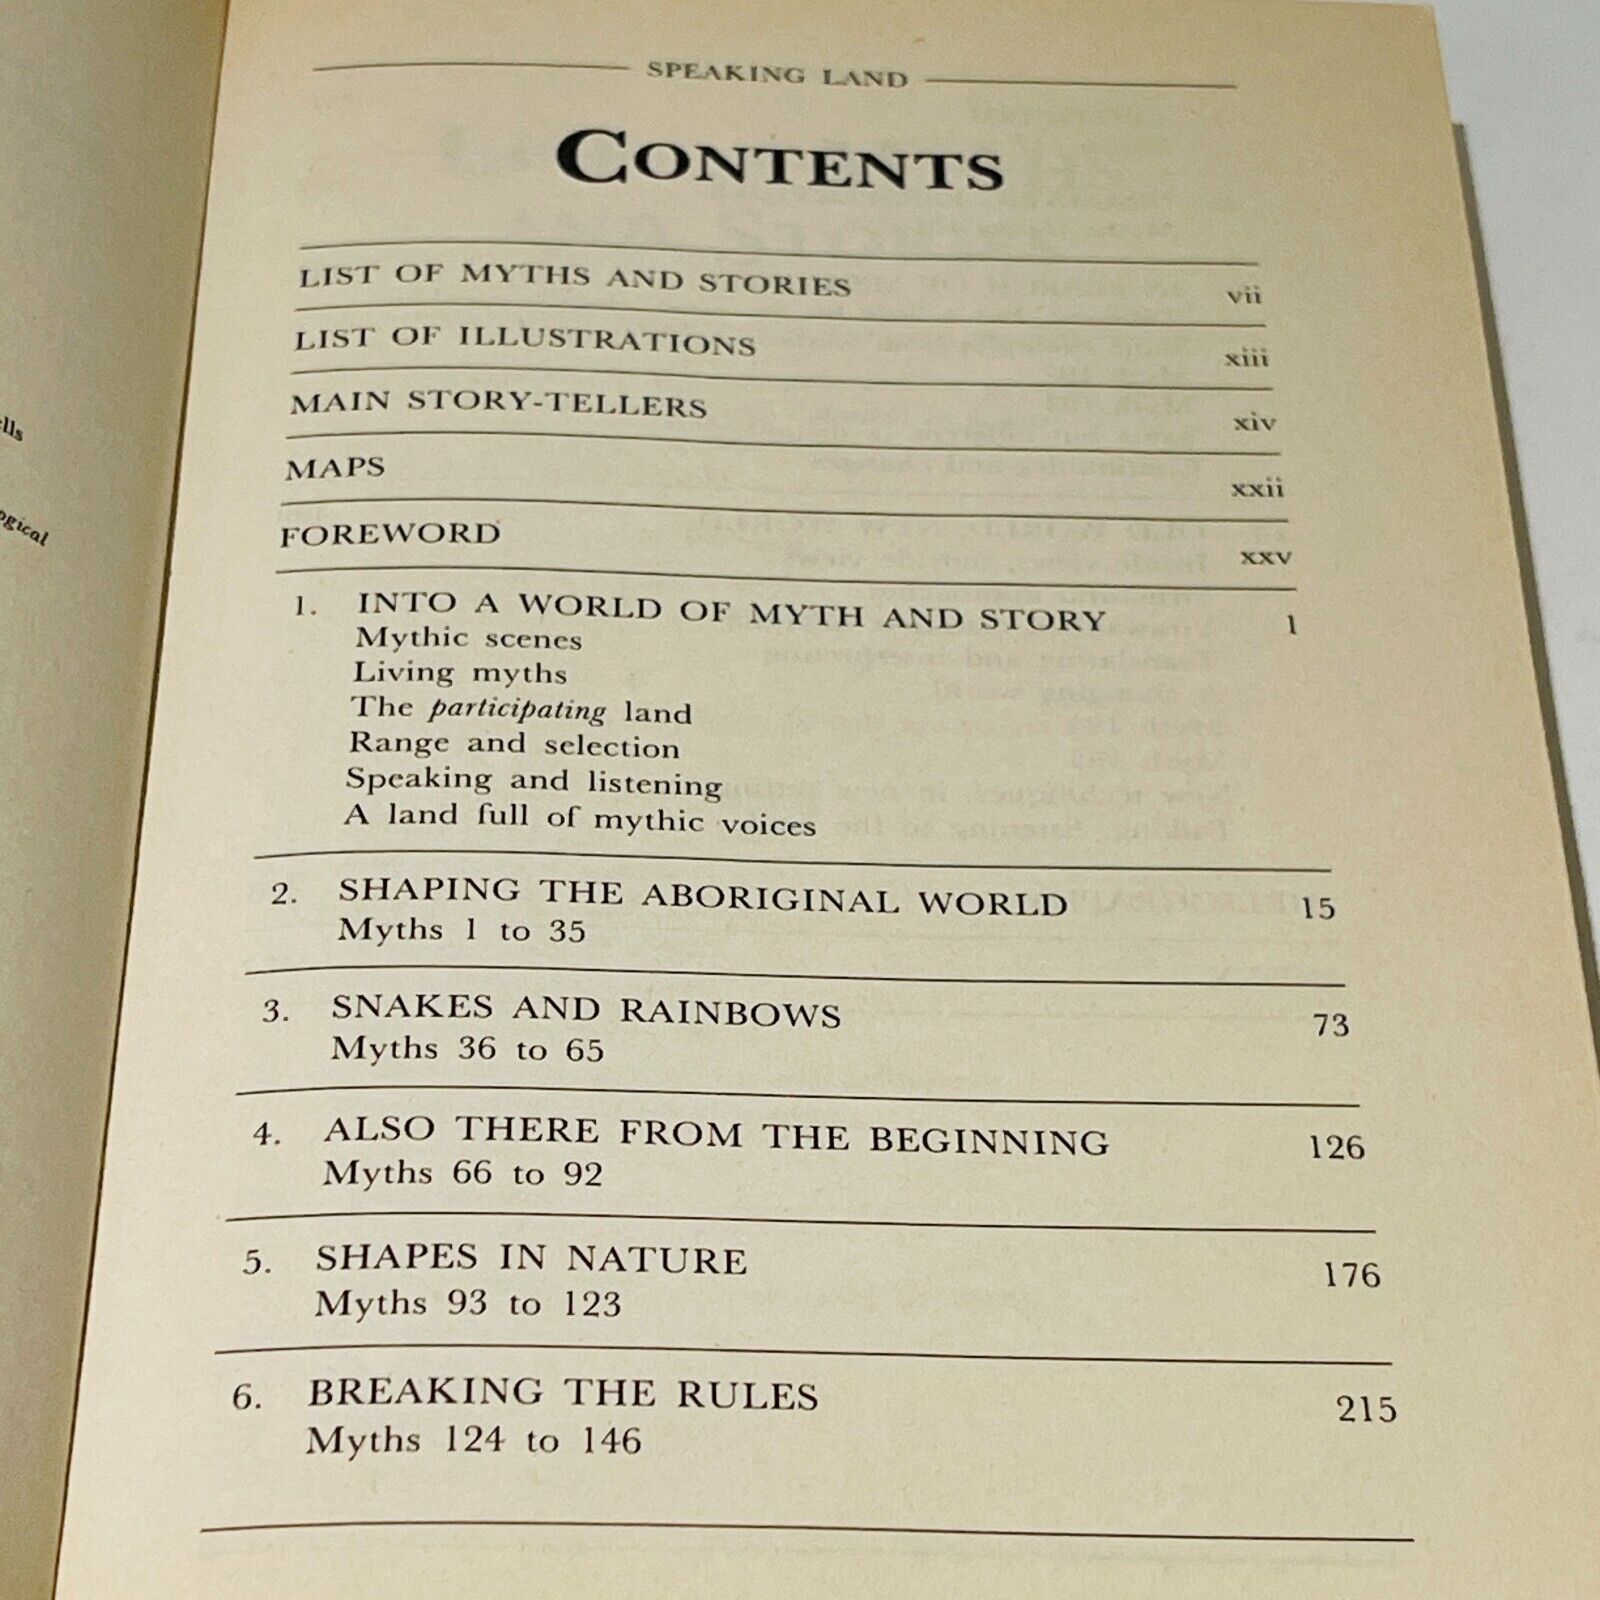 SPEAKING LAND
CONTENTS
LIST OF MYTHS AND STORIES vii
LIST OF ILLUSTRATIONS xiii
MAIN STORY-TELLERS xiv
MAPS xxii
FOREWORD xxv
1. INTO A WORLD OF MYTH AND STORY 1
Mythic scenes
Living myths
The participating land
Range and selection
Speaking and listening
A land full of mythic voices
2. SHAPING THE ABORIGINAL WORLD 15
Myths 1 to 35
3. SNAKES AND RAINBOWS 73
Myths 36 to 65
4. ALSO THERE FROM THE BEGINNING 126
Myths 66 to 92
5. SHAPES IN NATURE 176
Myths 93 to 123
6. BREAKING THE RULES 215
Myths 124 to 146